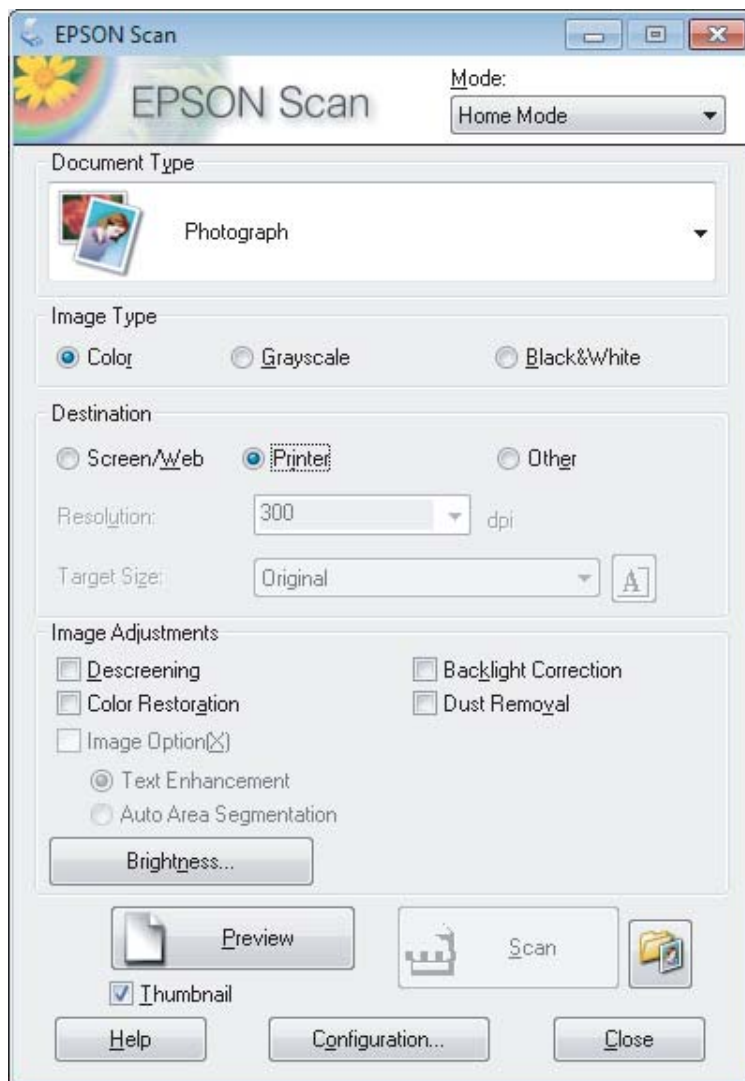 EPSON Scan
EPSON Scan
Mode:
Home Mode
Document Type
Photograph
Image Type
Color Grayscale Black&White
Destination
Screen/Web Printer Other
Resolution: 300 dpi
Target Size: Original A
Image Adjustments
Descreening Backlight Correction
Color Restoration Dust Removal
Image Option(X)
Text Enhancement
Auto Area Segmentation
Brightness...
Preview Scan
Thumbnail
Help Configuration... Close